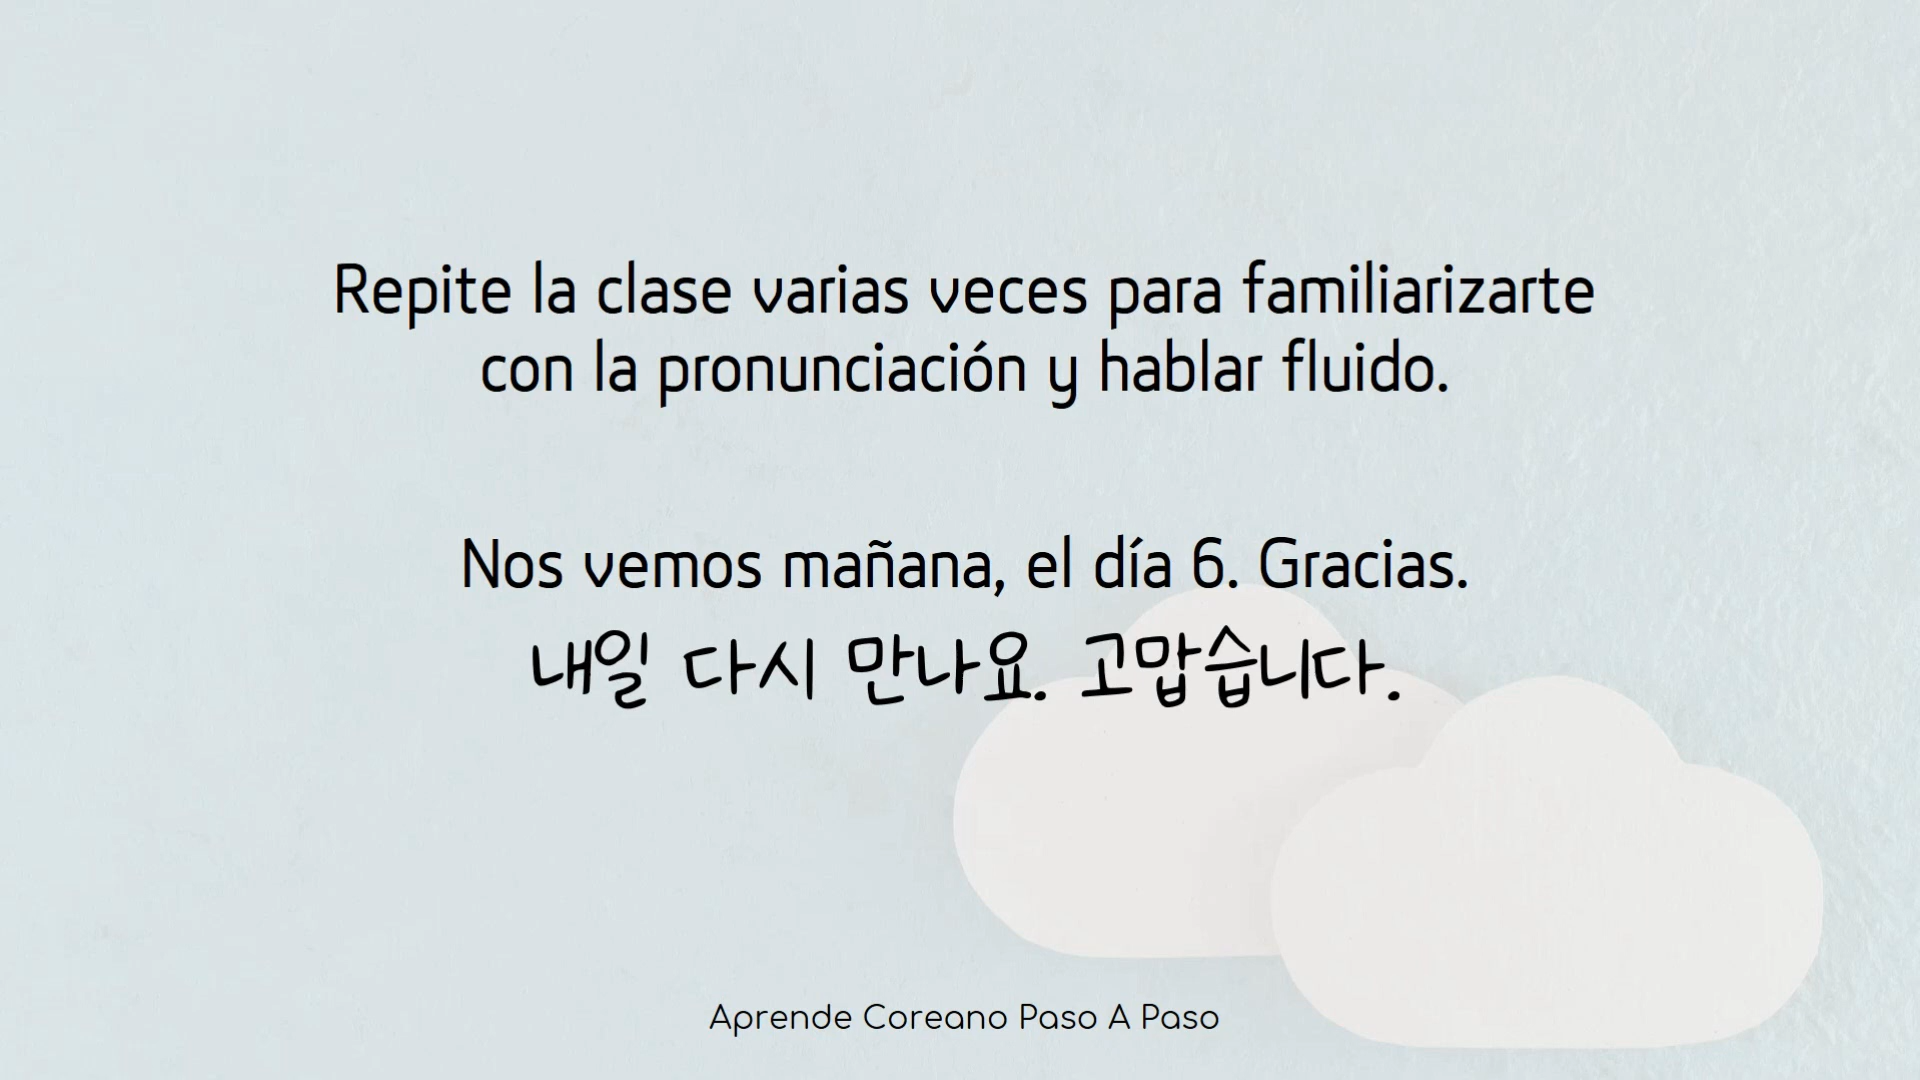 Repite la clase varias veces para familiarizarte
con la pronunciación y hablar fluido.
Nos vemos mañana, el día 6. Gracias.
내일 다시 만나요. 고맙습니다.
Aprende Coreano Paso A Paso